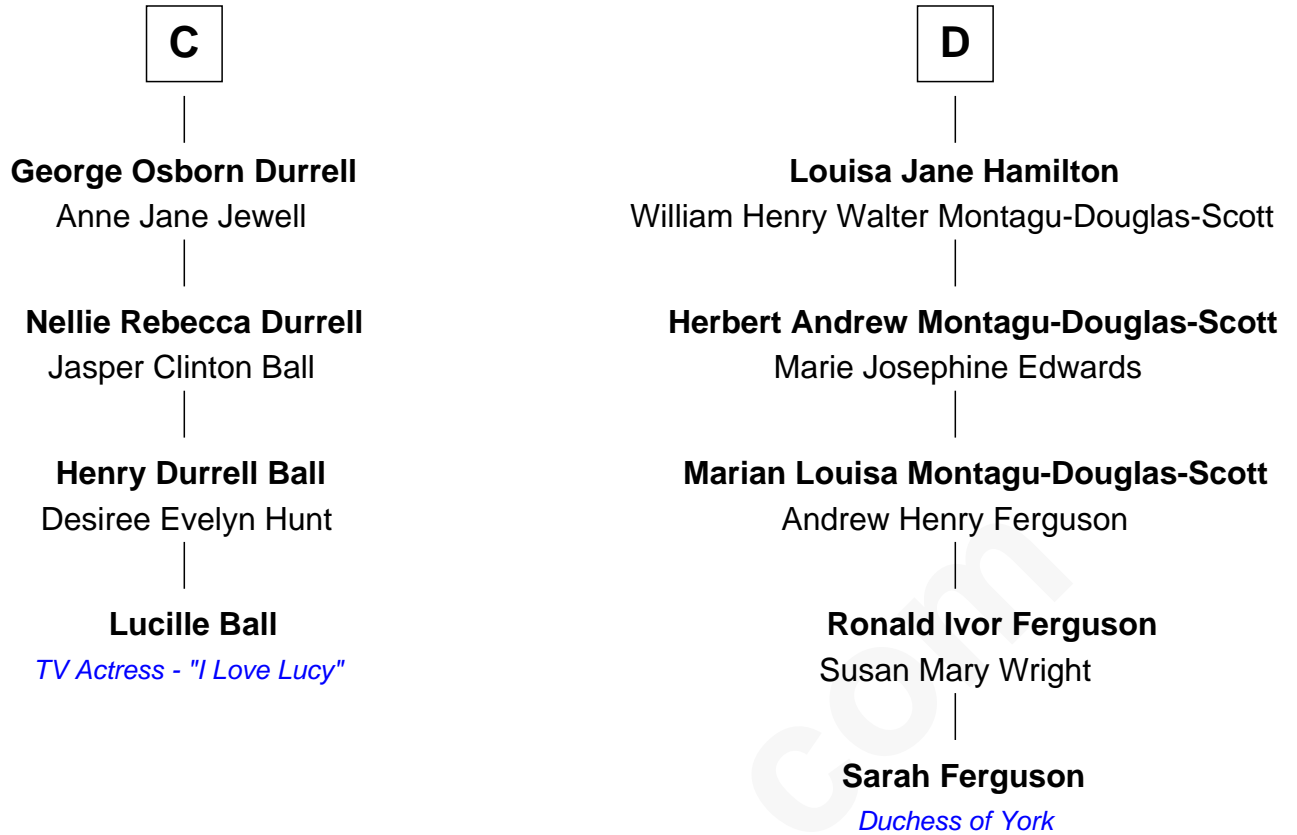 C
George Osborn Durrell
Anne Jane Jewell
Nellie Rebecca Durrell
Jasper Clinton Ball
Henry Durrell Ball
Desiree Evelyn Hunt
Lucille Ball
TV Actress - "I Love Lucy"
D
Louisa Jane Hamilton
William Henry Walter Montagu-Douglas-Scott
Herbert Andrew Montagu-Douglas-Scott
Marie Josephine Edwards
Marian Louisa Montagu-Douglas-Scott
Andrew Henry Ferguson
Ronald Ivor Ferguson
Susan Mary Wright
Sarah Ferguson
Duchess of York
com